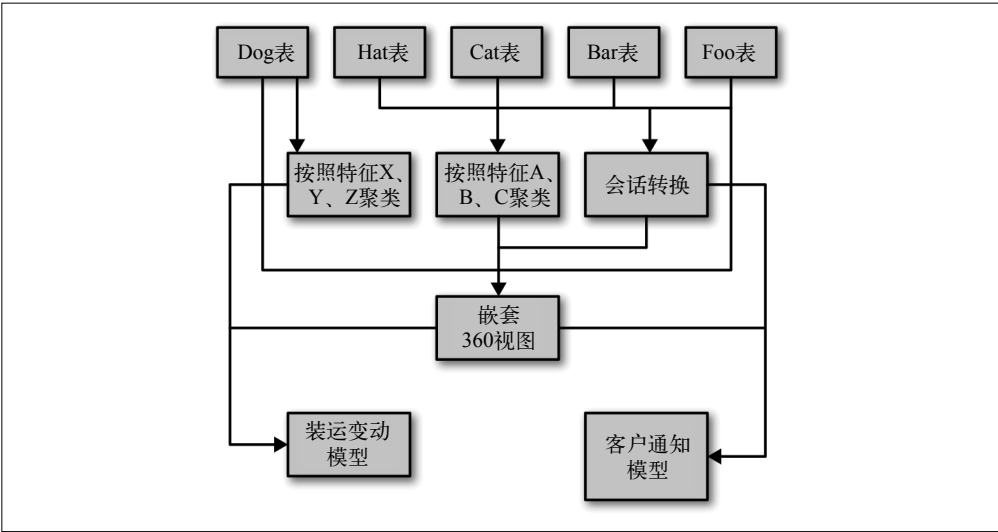 Dog表
Hat表
Cat表
Bar表
Foo表
按照特征X、
Y、Z聚类
按照特征A、
B、C聚类
会话转换
嵌套
360视图
装运变动
模型
客户通知
模型